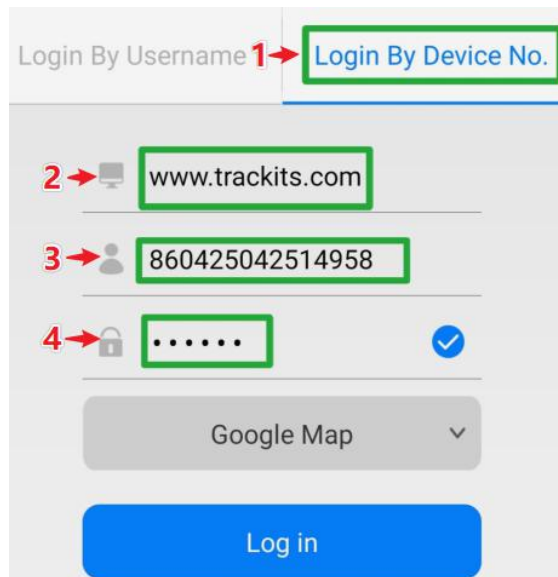 Login By Username 1 Login By Device No.
2 www.trackits.com
3 860425042514958
4 ••••••
Google Map
Log in